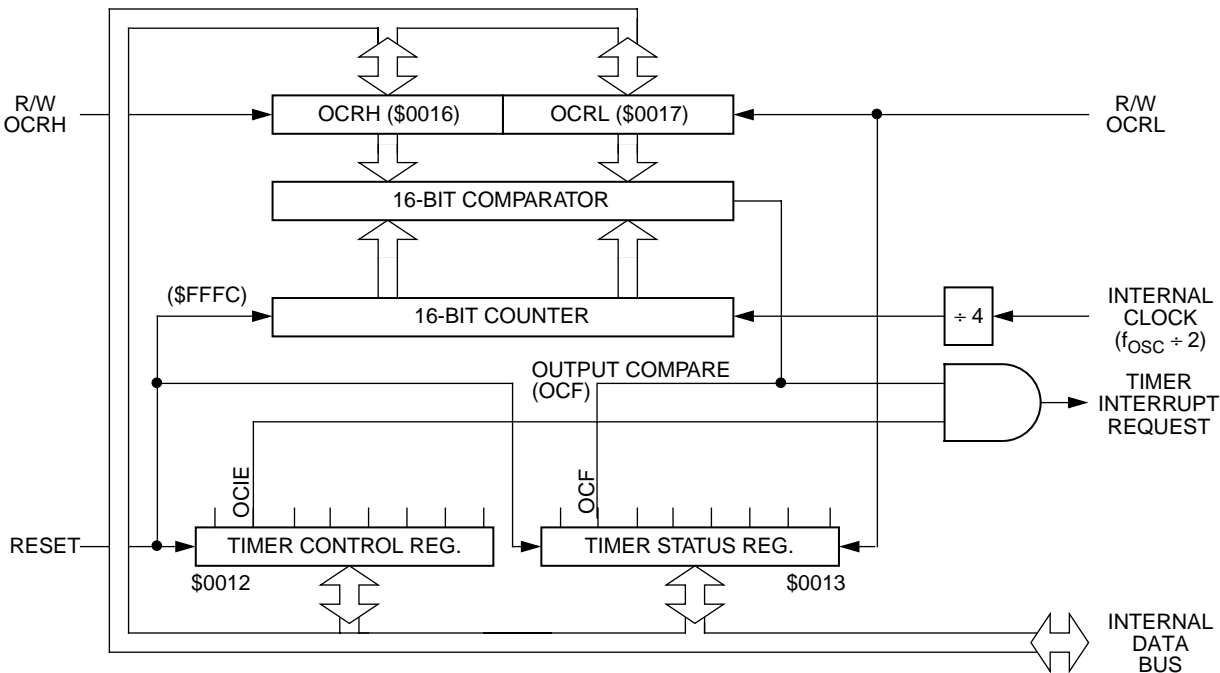 R/W
OCRH
OCRH ($0016)
OCRL ($0017)
R/W
OCRL
16-BIT COMPARATOR
($FFFC)
16-BIT COUNTER
÷ 4
INTERNAL
CLOCK
(fOSC ÷ 2)
OUTPUT COMPARE
(OCF)
TIMER
INTERRUPT
REQUEST
OCIE
OCF
RESET
TIMER CONTROL REG.
TIMER STATUS REG.
$0012
$0013
INTERNAL
DATA
BUS